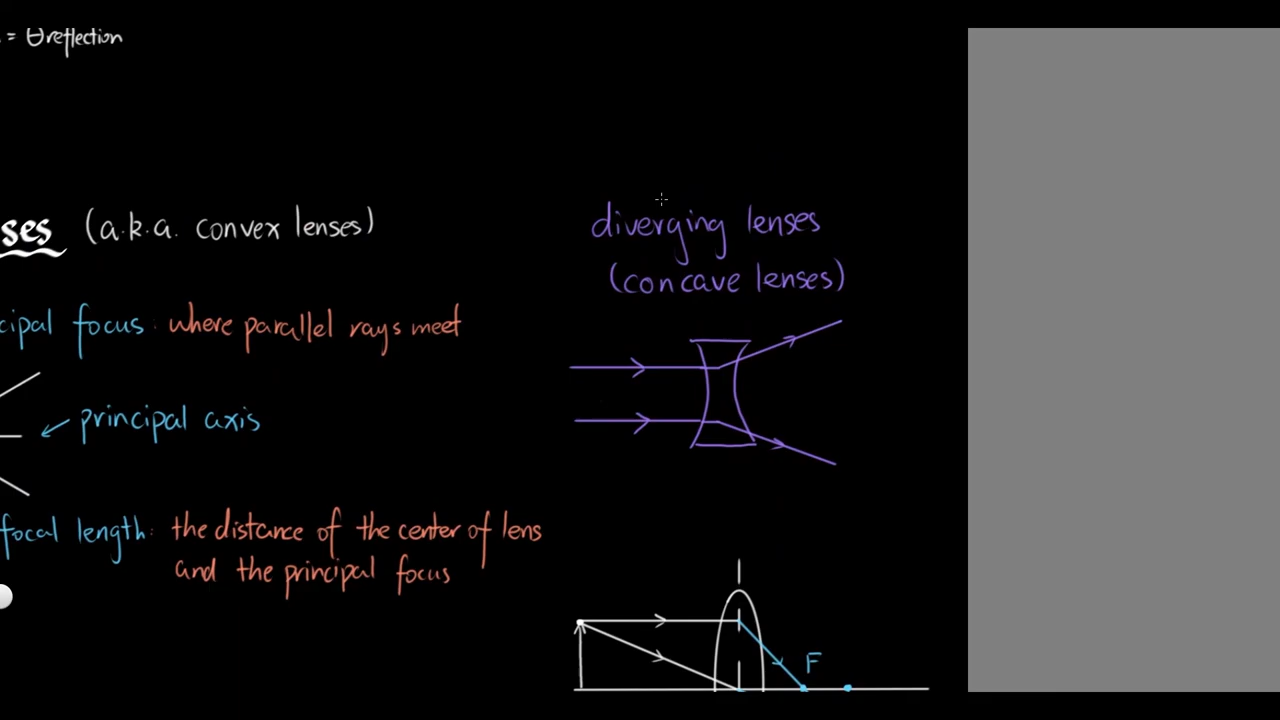 = θreflection
ses (a.k.a. convex lenses)
cipal focus: where parallel rays meet
principal axis
focal length: the distance of the center of lens
and the principal focus
diverging lenses
(concave lenses)
F